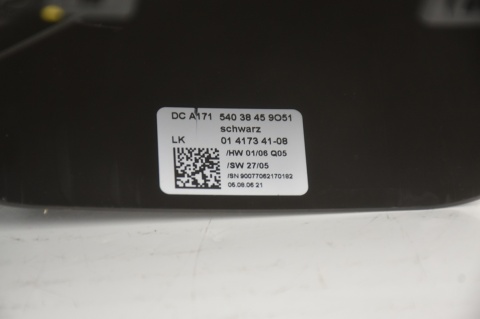 DC A171 540 38 45 9O51
schwarz
LK 01 4173 41-08
/HW 01/06 Q05
/SW 27/05
/SN 90077062170182
05.08.06 21